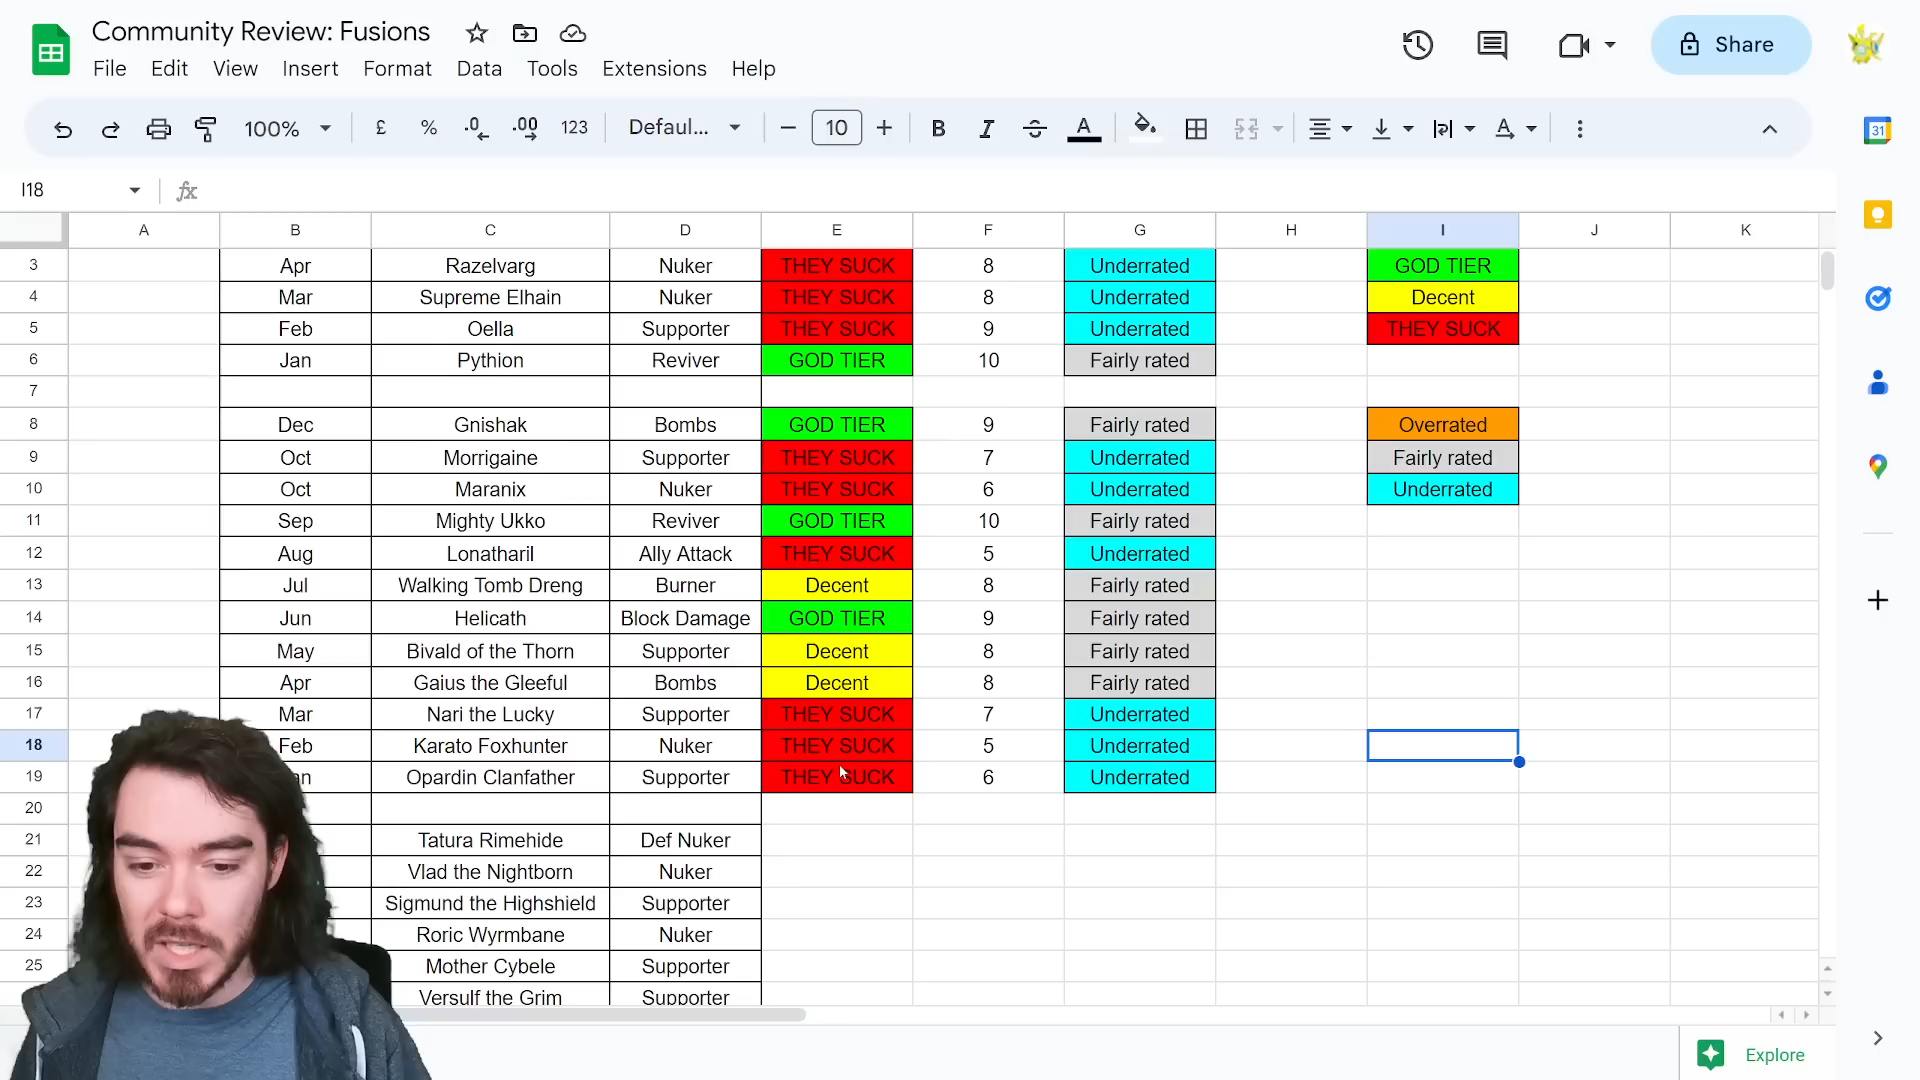 Community Review: Fusions
File Edit View Insert Format Data Tools Extensions Help
Share
100% £ % .0 .00 123 Defaul... 10 B I A
31
I18 fx
A B C D E F G H I J K
3 Apr Razelvarg Nuker THEY SUCK 8 Underrated GOD TIER
4 Mar Supreme Elhain Nuker THEY SUCK 8 Underrated Decent
5 Feb Oella Supporter THEY SUCK 9 Underrated THEY SUCK
6 Jan Pythion Reviver GOD TIER 10 Fairly rated
7
8 Dec Gnishak Bombs GOD TIER 9 Fairly rated Overrated
9 Oct Morrigaine Supporter THEY SUCK 7 Underrated Fairly rated
10 Oct Maranix Nuker THEY SUCK 6 Underrated Underrated
11 Sep Mighty Ukko Reviver GOD TIER 10 Fairly rated
12 Aug Lonatharil Ally Attack THEY SUCK 5 Underrated
13 Jul Walking Tomb Dreng Burner Decent 8 Fairly rated
14 Jun Helicath Block Damage GOD TIER 9 Fairly rated
15 May Bivald of the Thorn Supporter Decent 8 Fairly rated
16 Apr Gaius the Gleeful Bombs Decent 8 Fairly rated
17 Mar Nari the Lucky Supporter THEY SUCK 7 Underrated
18 Feb Karato Foxhunter Nuker THEY SUCK 5 Underrated
19 an Opardin Clanfather Supporter THEY SUCK 6 Underrated
20
21 Tatura Rimehide Def Nuker
22 Vlad the Nightborn Nuker
23 Sigmund the Highshield Supporter
24 Roric Wyrmbane Nuker
25 Mother Cybele Supporter
Versulf the Grim Supporter
Explore